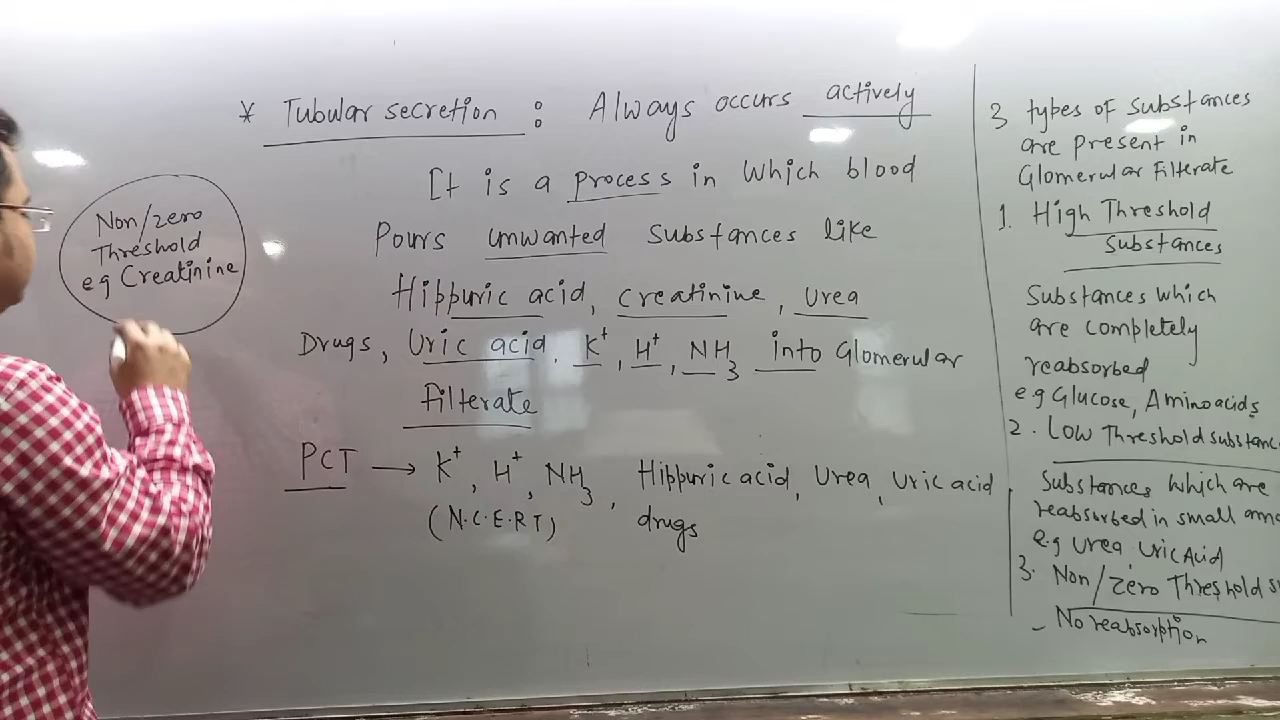 Non/zero
Threshold
e.g Creatinine
* Tubular secretion : Always occurs actively
It is a process in which blood
Pours unwanted substances like
Hippuric acid, creatinine, urea
Drugs, Uric acid, K+, H+, NH3 into Glomerular
filterate
PCT → K+, H+, NH3, Hippuric acid, Urea, Uric acid
(N.C.E.R.T) drugs
3 types of substances
are present in
Glomerular Filterate
1. High Threshold
substances
Substances which
are completely
reabsorbed
e.g Glucose, Amino acids
2. Low Threshold substanc
Substances which are
reabsorbed in small amo
e.g Urea, Uric Acid
3. Non/zero Threshold s
- No reabsorption